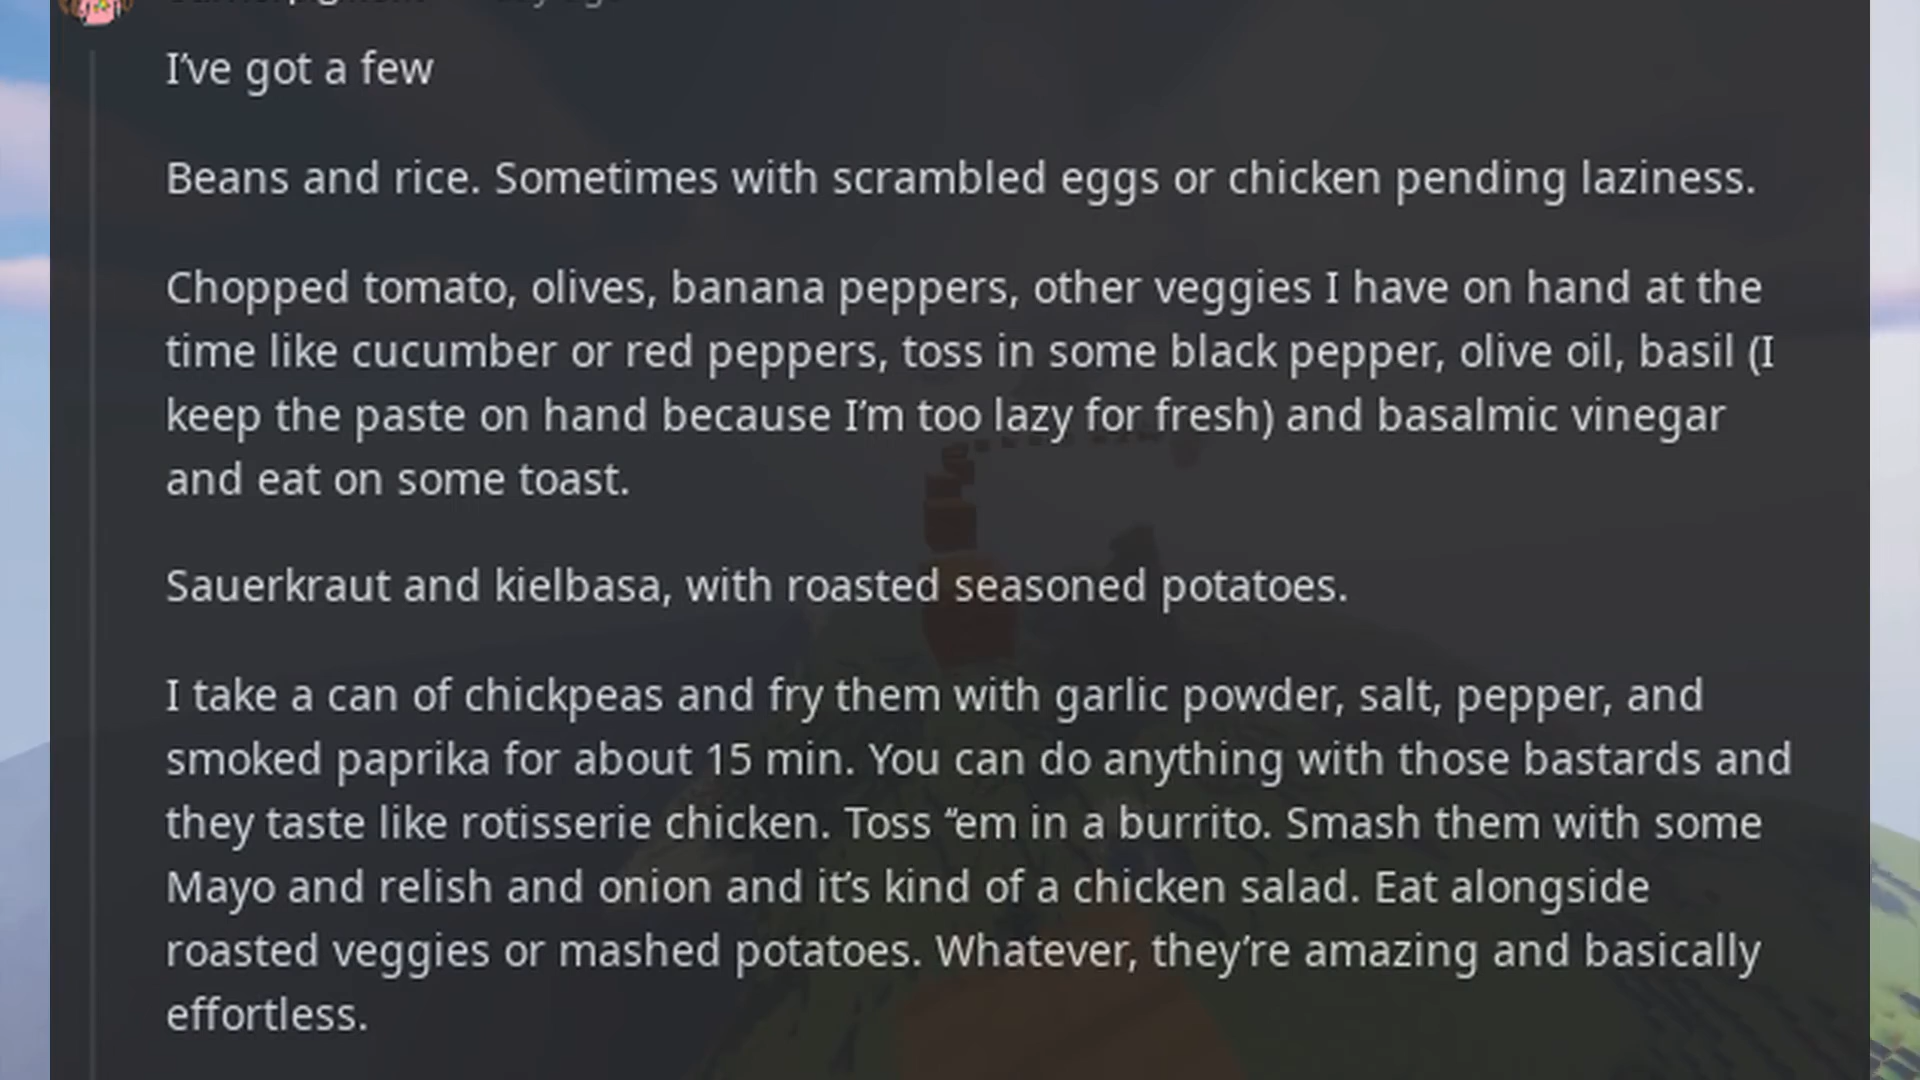 I’ve got a few
Beans and rice. Sometimes with scrambled eggs or chicken pending laziness.
Chopped tomato, olives, banana peppers, other veggies I have on hand at the
time like cucumber or red peppers, toss in some black pepper, olive oil, basil (I
keep the paste on hand because I’m too lazy for fresh) and basalmic vinegar
and eat on some toast.
Sauerkraut and kielbasa, with roasted seasoned potatoes.
I take a can of chickpeas and fry them with garlic powder, salt, pepper, and
smoked paprika for about 15 min. You can do anything with those bastards and
they taste like rotisserie chicken. Toss “em in a burrito. Smash them with some
Mayo and relish and onion and it’s kind of a chicken salad. Eat alongside
roasted veggies or mashed potatoes. Whatever, they’re amazing and basically
effortless.